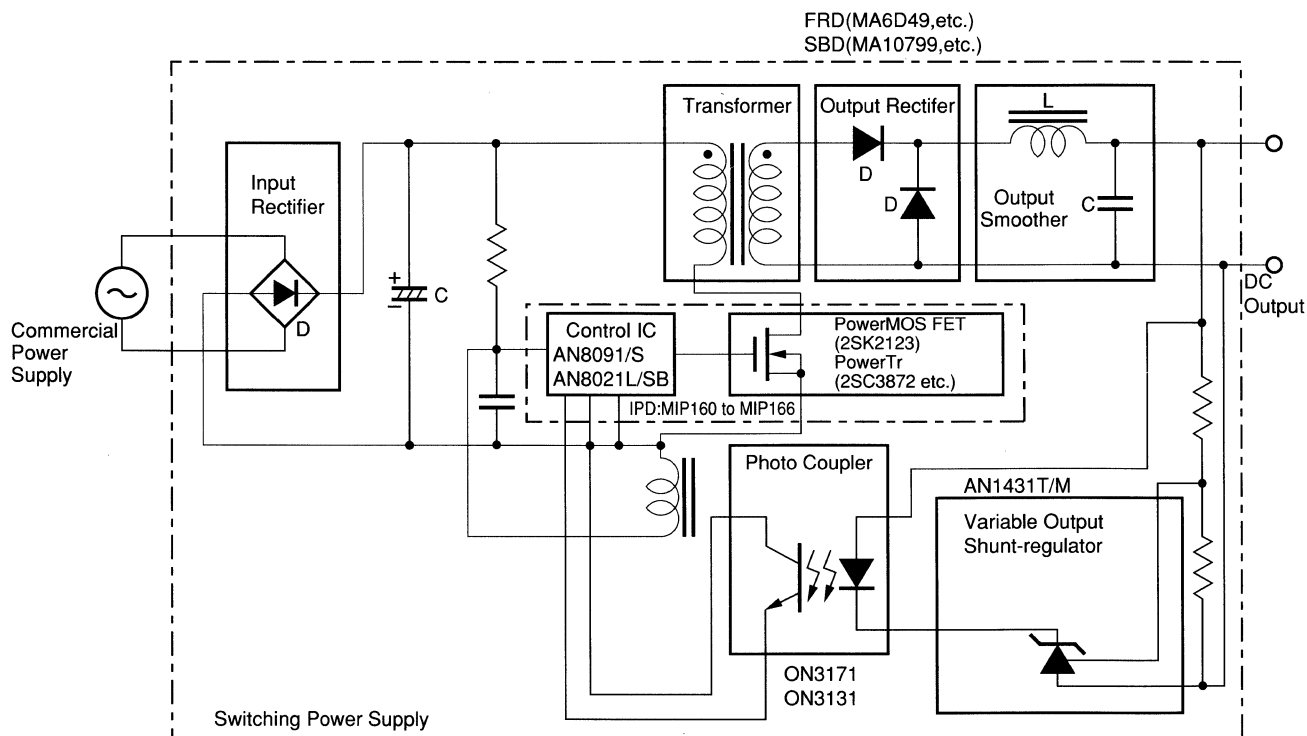 FRD(MA6D49,etc.)
SBD(MA10799,etc.)
Transformer
Output Rectifer
L
Input
Rectifier
D
D
Output
Smoother
C
+
−
C
D
Commercial
Power
Supply
DC
Output
Control IC
AN8091/S
AN8021L/SB
PowerMOS FET
(2SK2123)
PowerTr
(2SC3872 etc.)
IPD:MIP160 to MIP166
Photo Coupler
AN1431T/M
Variable Output
Shunt-regulator
ON3171
ON3131
Switching Power Supply